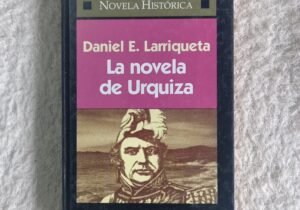 NOVELA HISTÓRICA
Daniel E. Larriqueta
La novela
de Urquiza